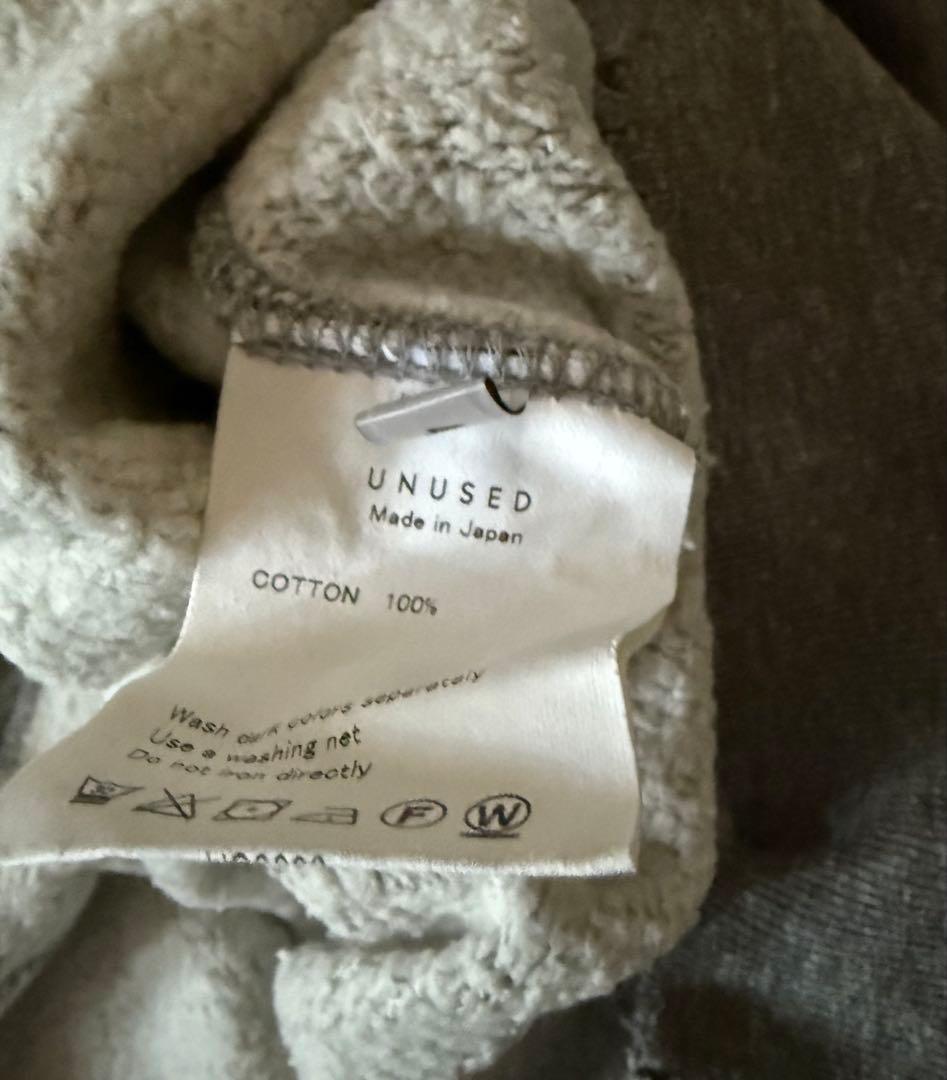 UNUSED
Made in Japan
COTTON 100%
Wash dark colors separately
Use a washing net
Do not iron directly
F W